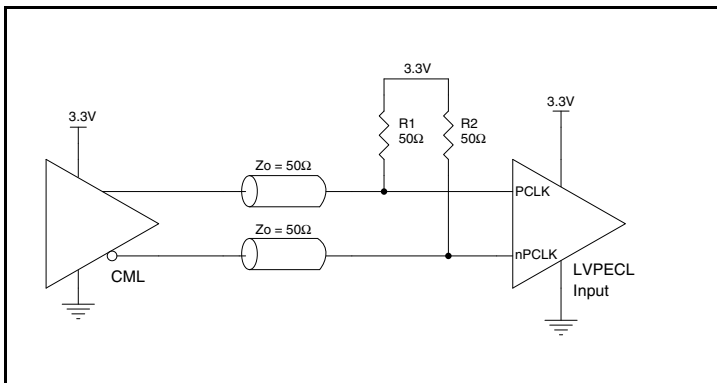 3.3V
3.3V
3.3V
R1
50Ω
R2
50Ω
Zo = 50Ω
PCLK
Zo = 50Ω
nPCLK
CML
LVPECL
Input